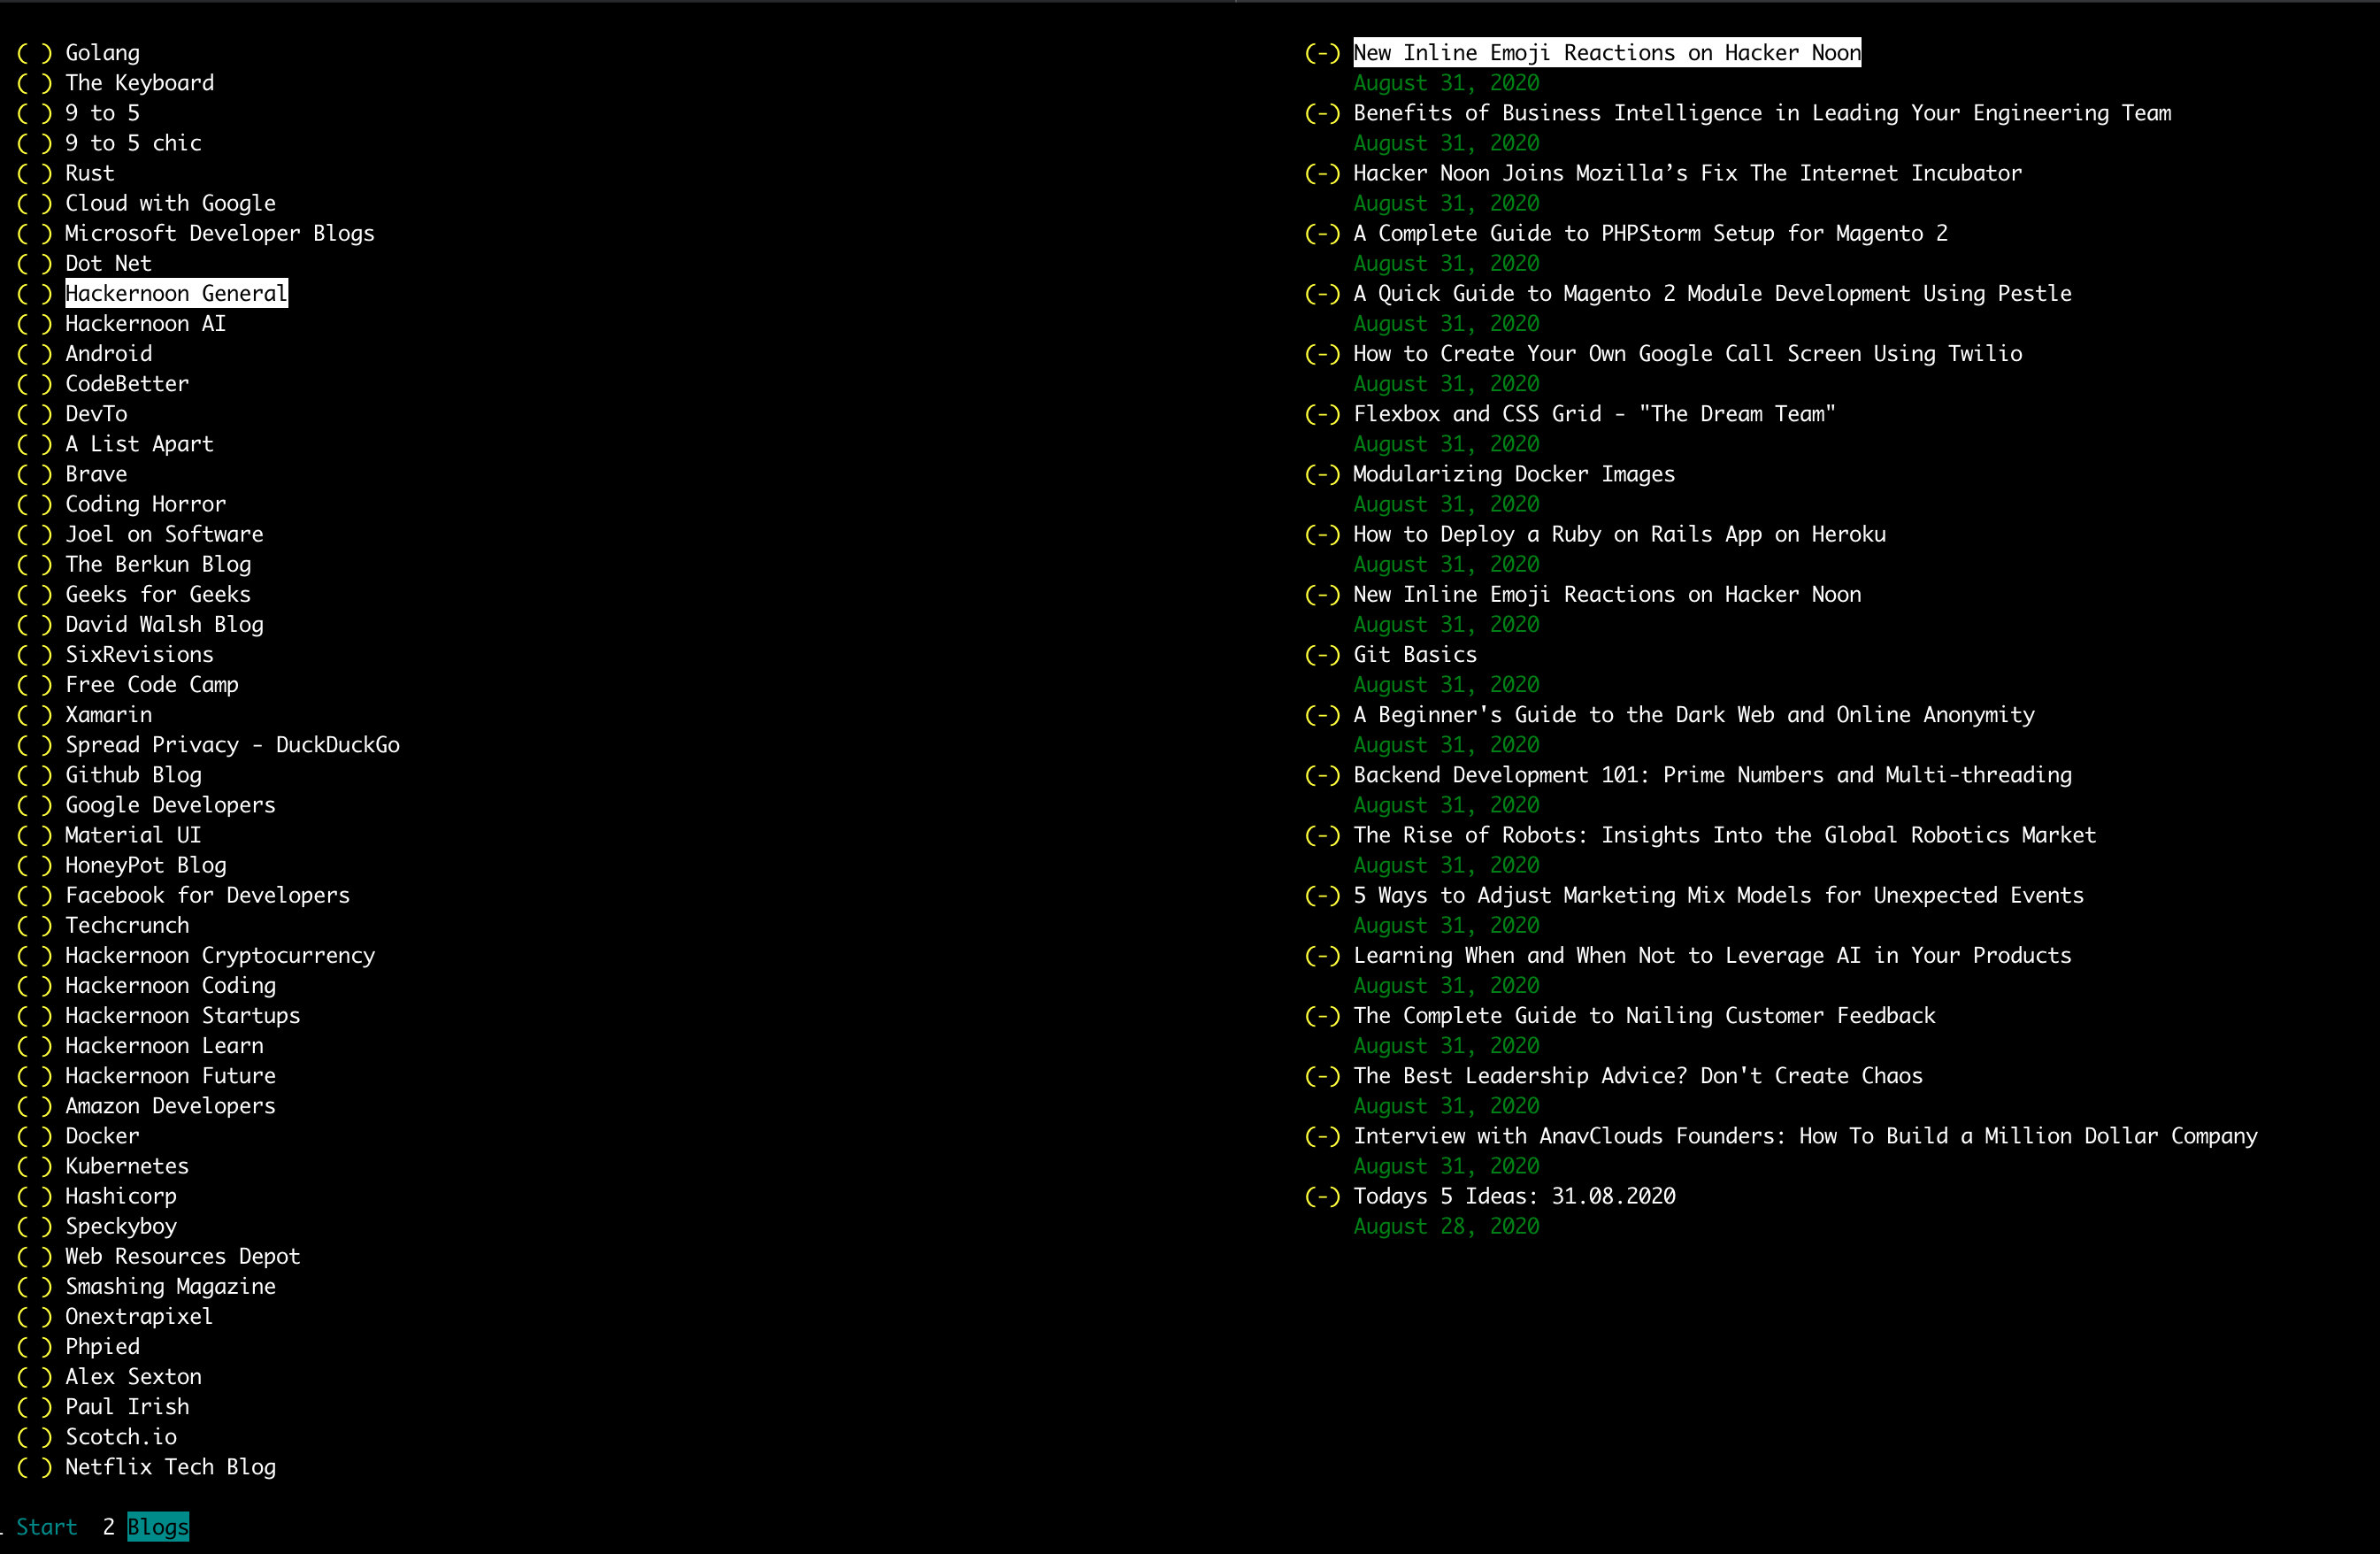 ( ) Golang
( ) The Keyboard
( ) 9 to 5
( ) 9 to 5 chic
( ) Rust
( ) Cloud with Google
( ) Microsoft Developer Blogs
( ) Dot Net
( ) Hackernoon General
( ) Hackernoon AI
( ) Android
( ) CodeBetter
( ) DevTo
( ) A List Apart
( ) Brave
( ) Coding Horror
( ) Joel on Software
( ) The Berkun Blog
( ) Geeks for Geeks
( ) David Walsh Blog
( ) SixRevisions
( ) Free Code Camp
( ) Xamarin
( ) Spread Privacy - DuckDuckGo
( ) Github Blog
( ) Google Developers
( ) Material UI
( ) HoneyPot Blog
( ) Facebook for Developers
( ) Techcrunch
( ) Hackernoon Cryptocurrency
( ) Hackernoon Coding
( ) Hackernoon Startups
( ) Hackernoon Learn
( ) Hackernoon Future
( ) Amazon Developers
( ) Docker
( ) Kubernetes
( ) Hashicorp
( ) Speckyboy
( ) Web Resources Depot
( ) Smashing Magazine
( ) Onextrapixel
( ) Phpied
( ) Alex Sexton
( ) Paul Irish
( ) Scotch.io
( ) Netflix Tech Blog
(-) New Inline Emoji Reactions on Hacker Noon
August 31, 2020
(-) Benefits of Business Intelligence in Leading Your Engineering Team
August 31, 2020
(-) Hacker Noon Joins Mozilla’s Fix The Internet Incubator
August 31, 2020
(-) A Complete Guide to PHPStorm Setup for Magento 2
August 31, 2020
(-) A Quick Guide to Magento 2 Module Development Using Pestle
August 31, 2020
(-) How to Create Your Own Google Call Screen Using Twilio
August 31, 2020
(-) Flexbox and CSS Grid - "The Dream Team"
August 31, 2020
(-) Modularizing Docker Images
August 31, 2020
(-) How to Deploy a Ruby on Rails App on Heroku
August 31, 2020
(-) New Inline Emoji Reactions on Hacker Noon
August 31, 2020
(-) Git Basics
August 31, 2020
(-) A Beginner's Guide to the Dark Web and Online Anonymity
August 31, 2020
(-) Backend Development 101: Prime Numbers and Multi-threading
August 31, 2020
(-) The Rise of Robots: Insights Into the Global Robotics Market
August 31, 2020
(-) 5 Ways to Adjust Marketing Mix Models for Unexpected Events
August 31, 2020
(-) Learning When and When Not to Leverage AI in Your Products
August 31, 2020
(-) The Complete Guide to Nailing Customer Feedback
August 31, 2020
(-) The Best Leadership Advice? Don't Create Chaos
August 31, 2020
(-) Interview with AnavClouds Founders: How To Build a Million Dollar Company
August 31, 2020
(-) Todays 5 Ideas: 31.08.2020
August 28, 2020
Start 2 Blogs